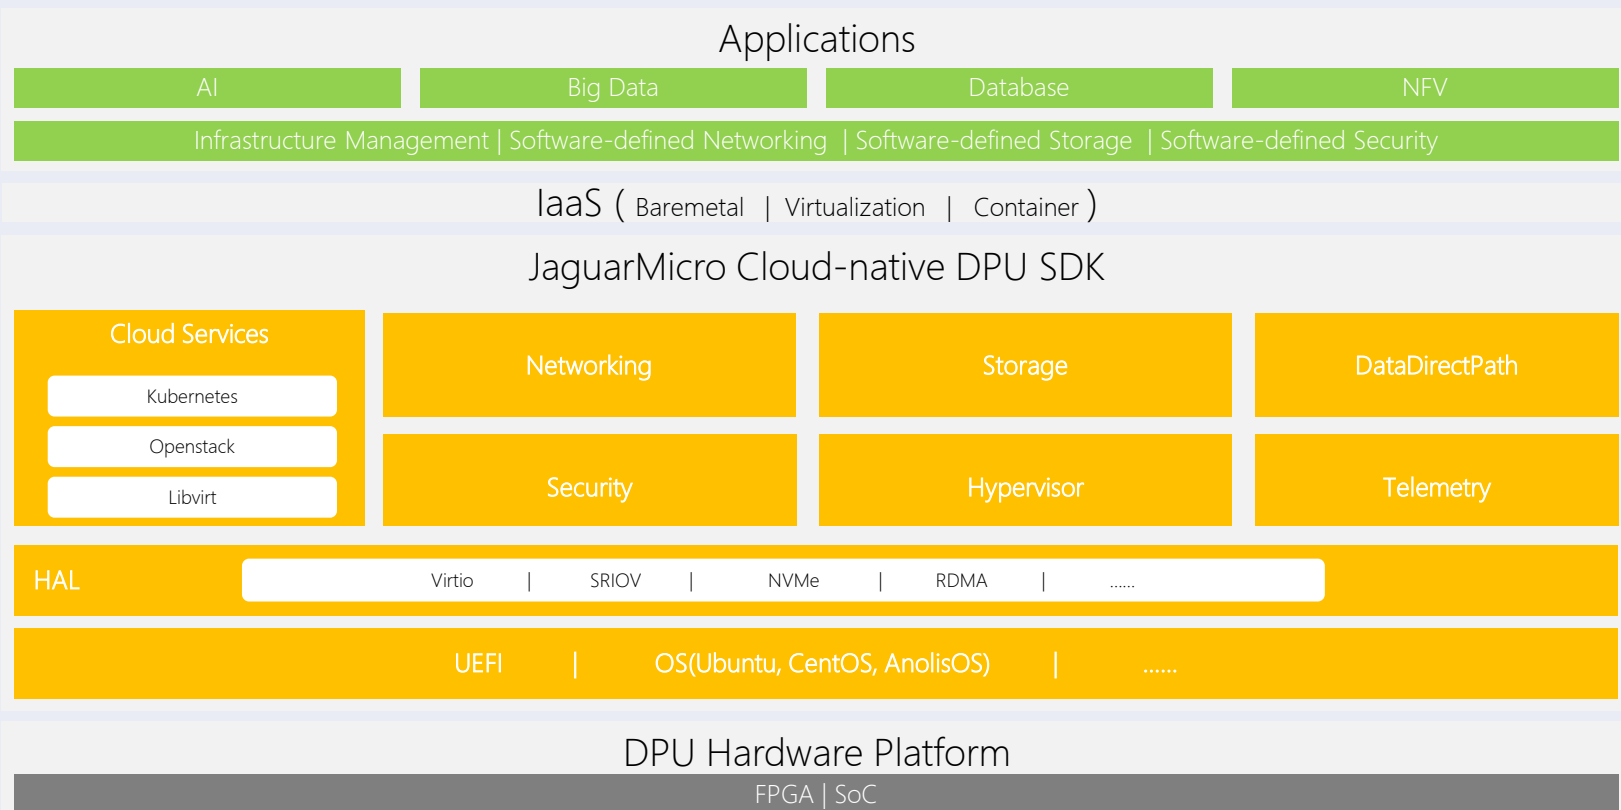 Applications
AI
Big Data
Database
NFV
Infrastructure Management | Software-defined Networking | Software-defined Storage | Software-defined Security
IaaS ( Baremetal | Virtualization | Container )
JaguarMicro Cloud-native DPU SDK
Cloud Services
Kubernetes
Openstack
Libvirt
Networking
Storage
DataDirectPath
Security
Hypervisor
Telemetry
HAL
Virtio | SRIOV | NVMe | RDMA | ......
UEFI | OS(Ubuntu, CentOS, AnolisOS) | ......
DPU Hardware Platform
FPGA | SoC